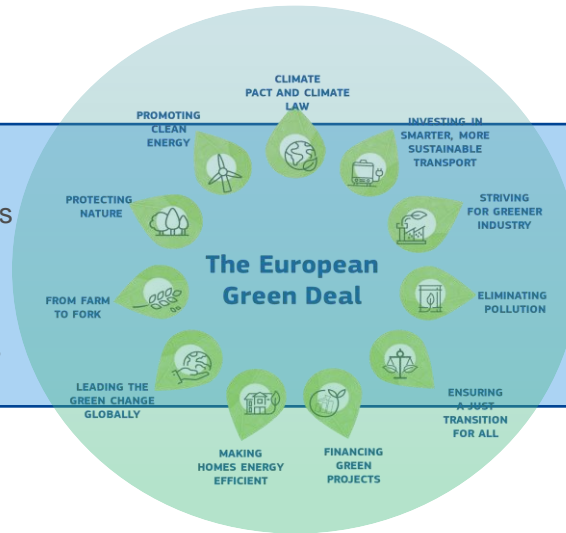 CLIMATE
PACT AND CLIMATE
LAW
PROMOTING
CLEAN
ENERGY
INVESTING IN
SMARTER, MORE
SUSTAINABLE
TRANSPORT
PROTECTING
NATURE
STRIVING
FOR GREENER
INDUSTRY
s
The European
Green Deal
FROM FARM
TO FORK
ELIMINATING
POLLUTION
LEADING THE
GREEN CHANGE
GLOBALLY
ENSURING
A JUST
TRANSITION
FOR ALL
MAKING
HOMES ENERGY
EFFICIENT
FINANCING
GREEN
PROJECTS